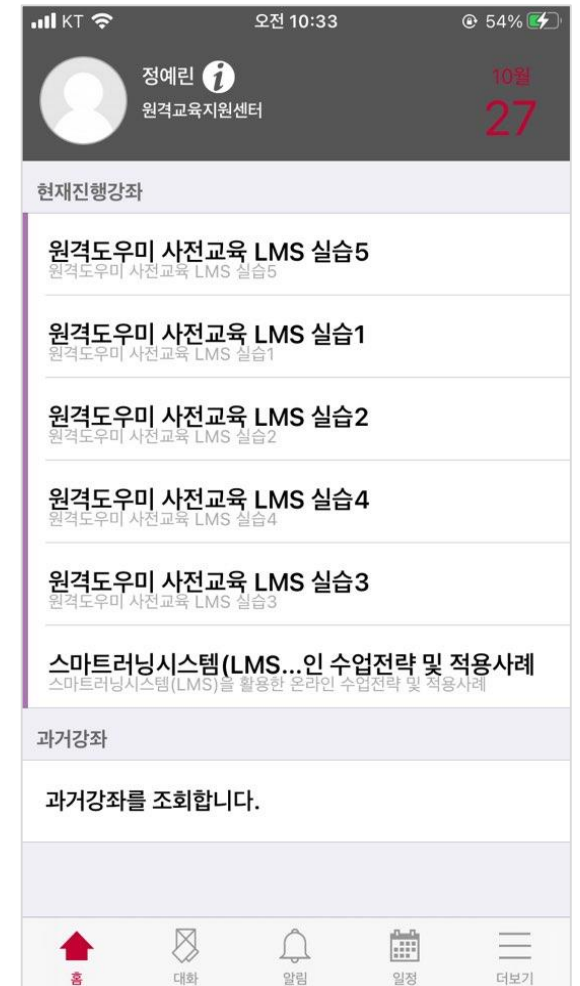 KT 오전 10:33 54%
정예린 i
원격교육지원센터
10월
27
현재진행강좌
원격도우미 사전교육 LMS 실습5
원격도우미 사전교육 LMS 실습5
원격도우미 사전교육 LMS 실습1
원격도우미 사전교육 LMS 실습1
원격도우미 사전교육 LMS 실습2
원격도우미 사전교육 LMS 실습2
원격도우미 사전교육 LMS 실습4
원격도우미 사전교육 LMS 실습4
원격도우미 사전교육 LMS 실습3
원격도우미 사전교육 LMS 실습3
스마트러닝시스템(LMS...인 수업전략 및 적용사례
스마트러닝시스템(LMS)을 활용한 온라인 수업전략 및 적용사례
과거강좌
과거강좌를 조회합니다.
홈 대화 알림 일정 더보기